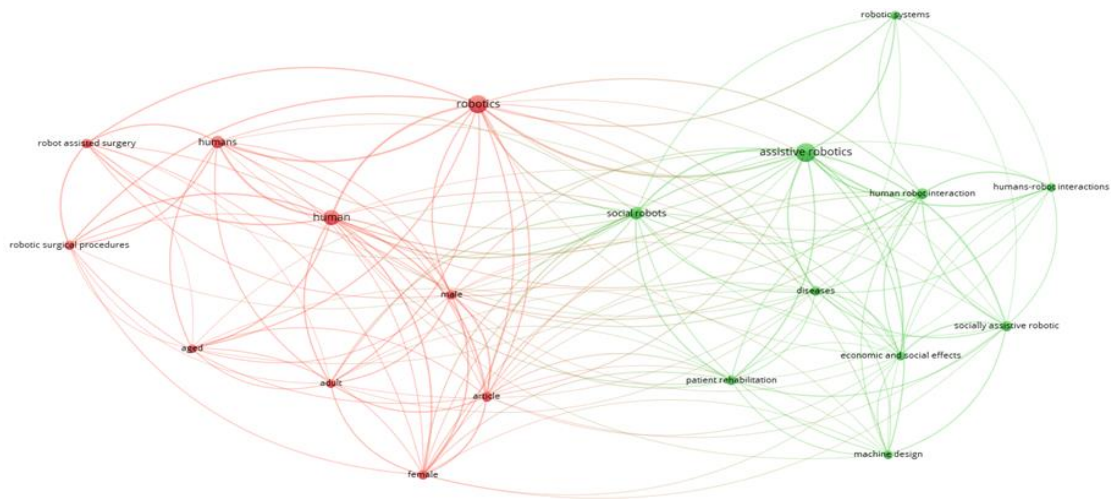 robotic systems
robotics
robot assisted surgery
humans
assistive robotics
human robot interaction
humans-robot interactions
social robots
human
robotic surgical procedures
diseases
male
socially assistive robotic
aged
economic and social effects
adult
patient rehabilitation
article
machine design
female